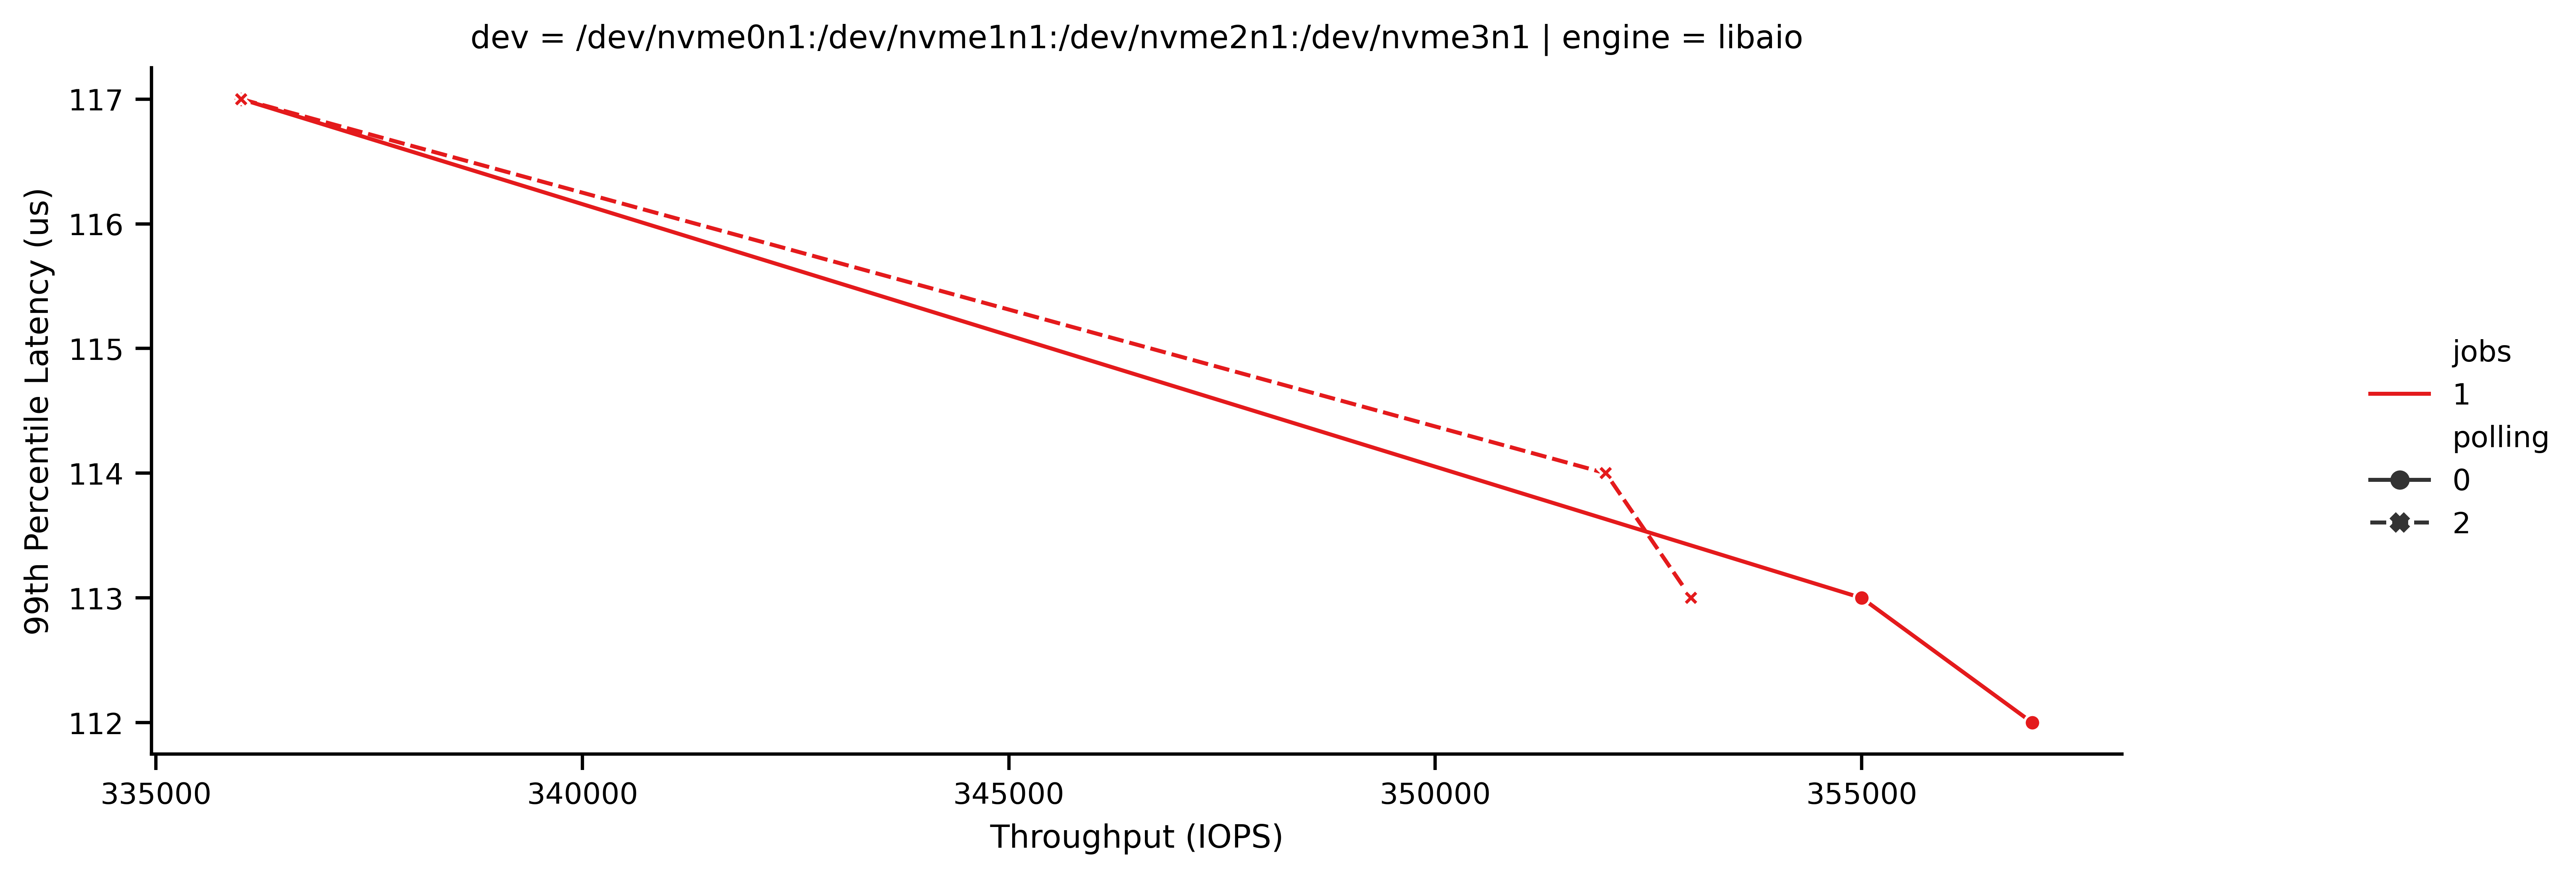 dev = /dev/nvme0n1:/dev/nvme1n1:/dev/nvme2n1:/dev/nvme3n1 | engine = libaio
99th Percentile Latency (us)
117
116
115
114
113
112
335000
340000
345000
350000
355000
Throughput (IOPS)
jobs
1
polling
0
2